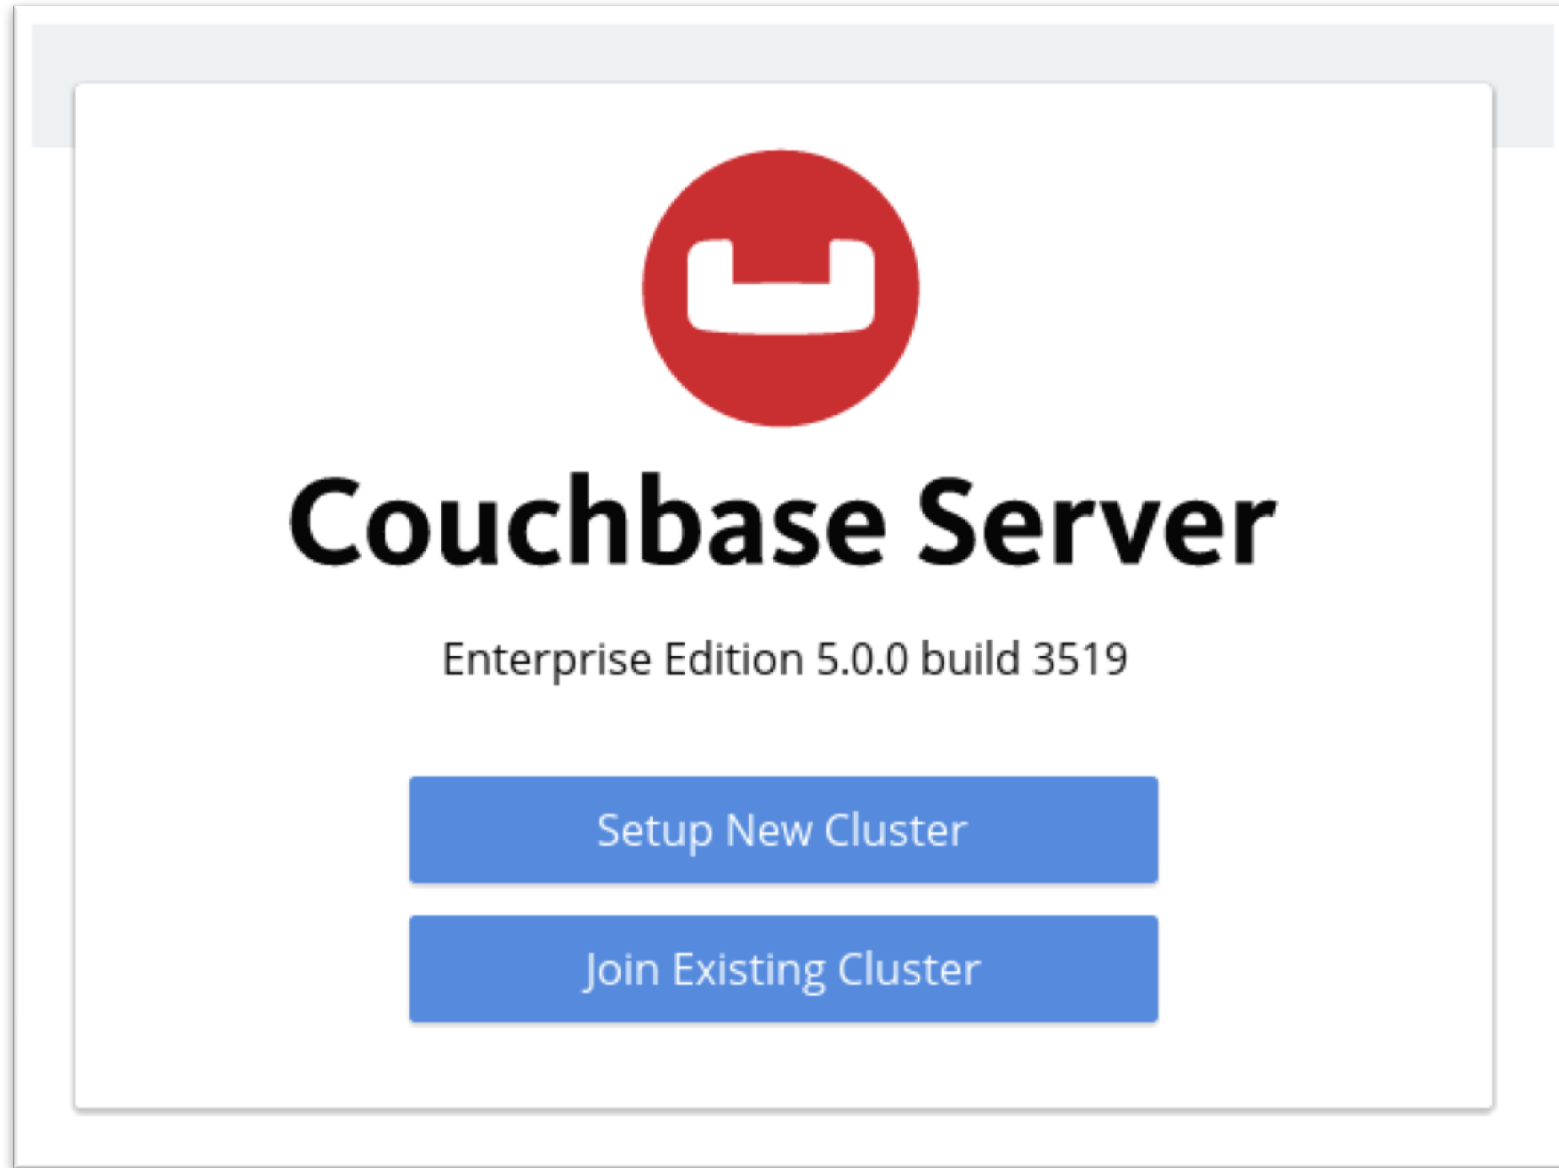 Couchbase Server
Enterprise Edition 5.0.0 build 3519
Setup New Cluster
Join Existing Cluster